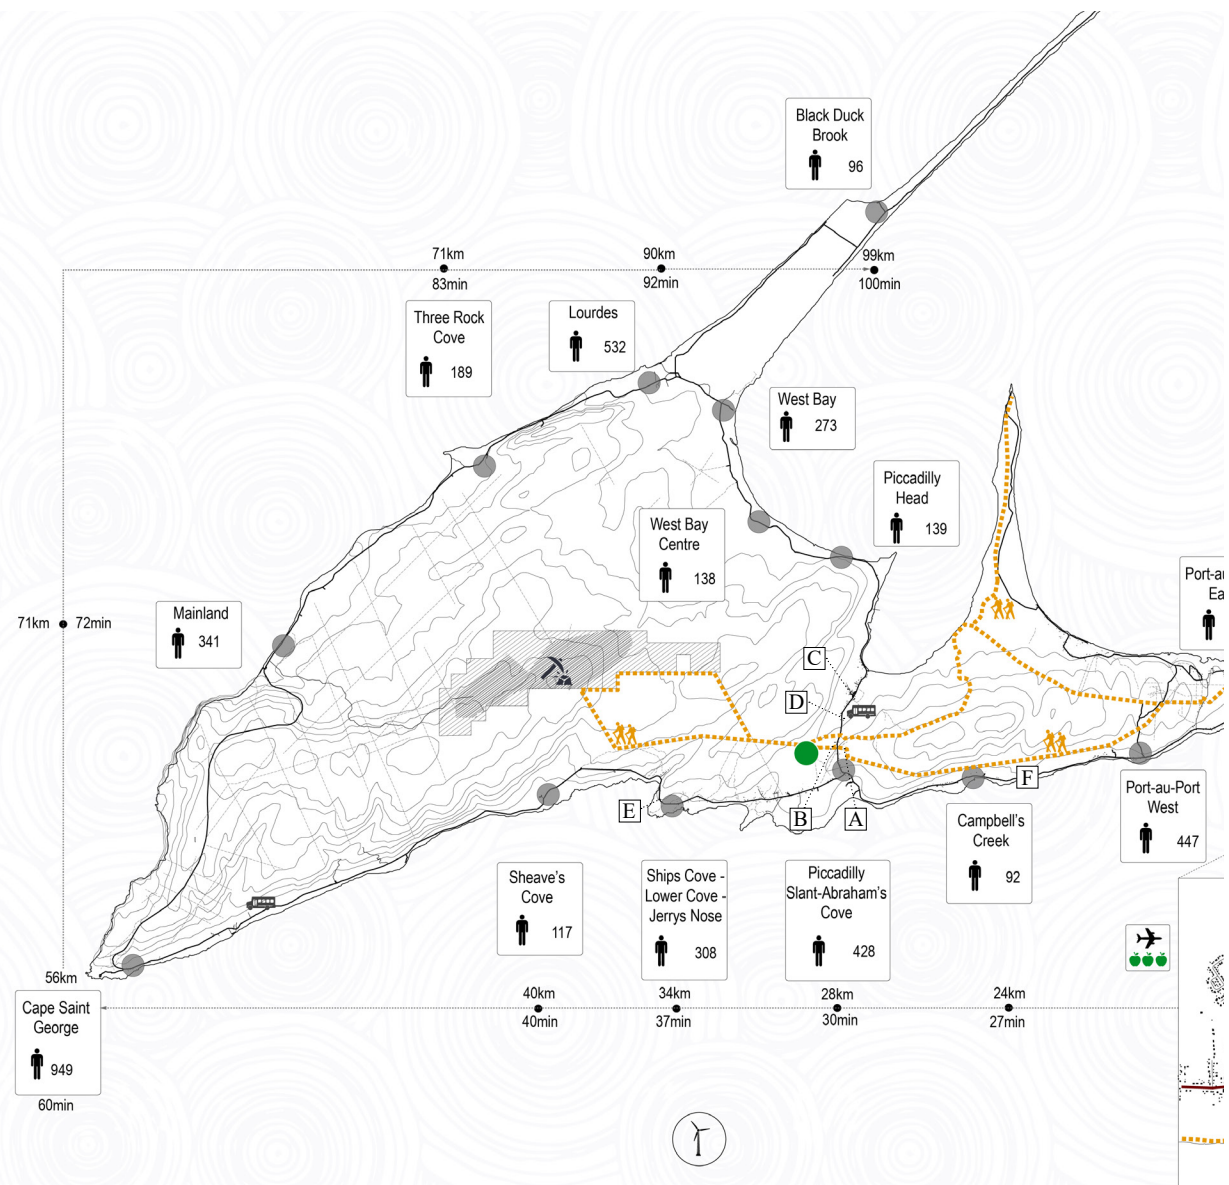 Black Duck
Brook
96
71km
83min
90km
92min
99km
100min
Three Rock
Cove
189
Lourdes
532
West Bay
273
Piccadilly
Head
139
West Bay
Centre
138
Mainland
341
71km
72min
C
D
E
B
A
F
Port-au-Port
West
447
Campbell's
Creek
92
Sheave's
Cove
117
Ships Cove -
Lower Cove -
Jerrys Nose
308
Piccadilly
Slant-Abraham's
Cove
428
56km
Cape Saint
George
949
60min
40km
40min
34km
37min
28km
30min
24km
27min